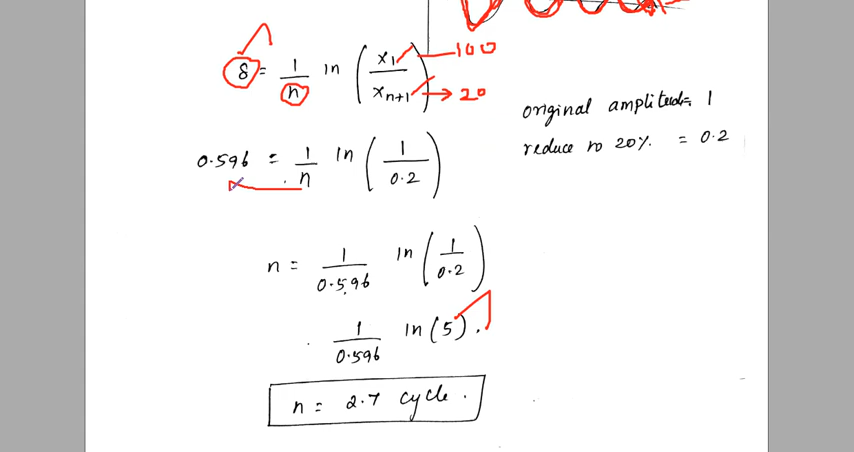 δ = 1/n ln (x1/xn+1) 100
20
original amplitude = 1
reduce to 20% = 0.2
0.596 = 1/n ln (1/0.2)
n = 1/0.596 ln (1/0.2)
1/0.596 ln (5).
n = 2.7 cycle.